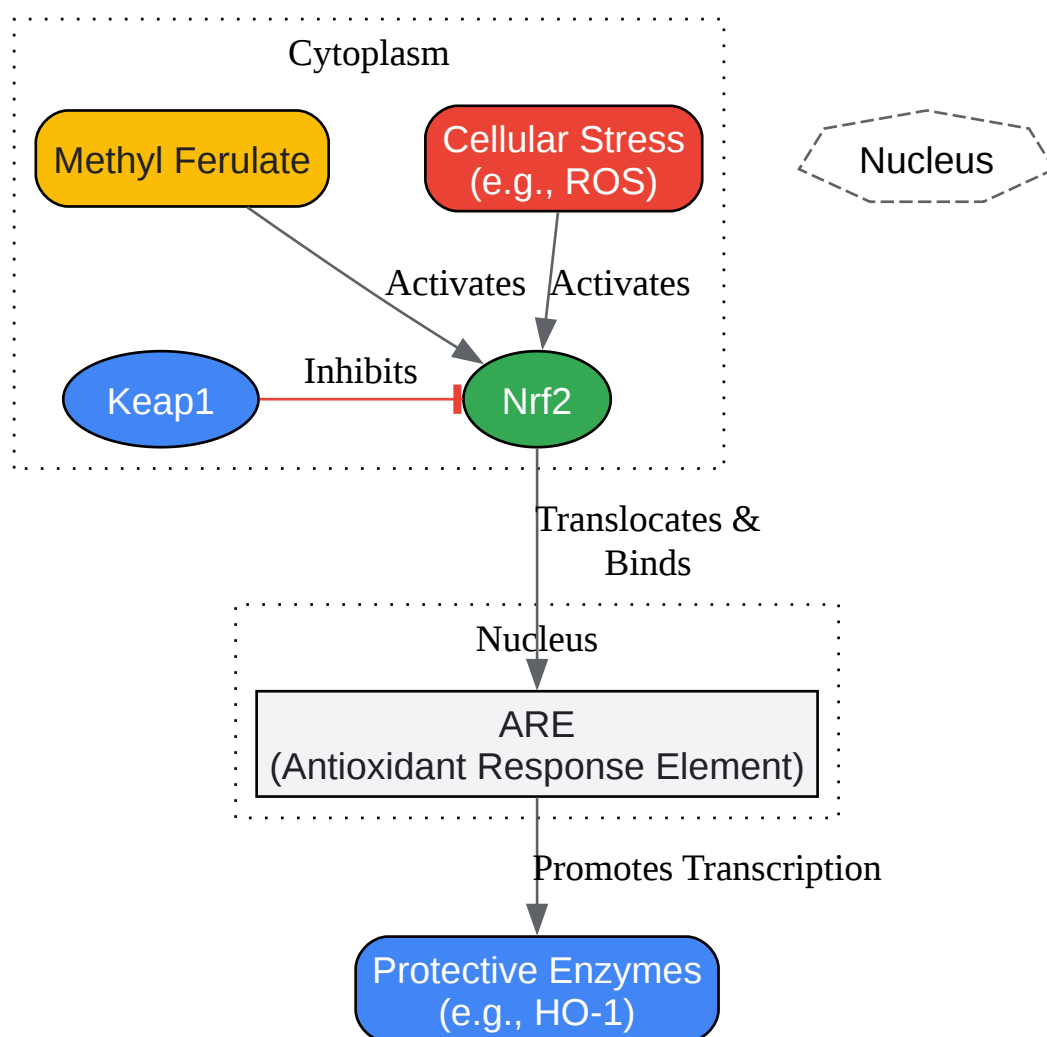 Cytoplasm
Methyl Ferulate
Cellular Stress
(e.g., ROS)
Nucleus
Activates
Activates
Keap1
Inhibits
Nrf2
Translocates &
Binds
Nucleus
ARE
(Antioxidant Response Element)
Promotes Transcription
Protective Enzymes
(e.g., HO-1)